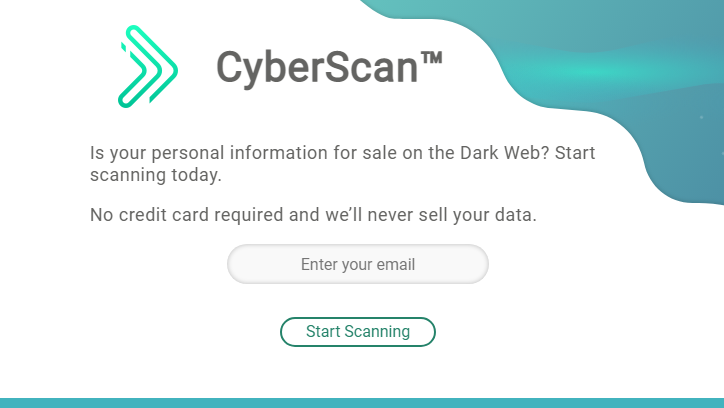 CyberScan™
Is your personal information for sale on the Dark Web? Start
scanning today.
No credit card required and we’ll never sell your data.
Enter your email
Start Scanning